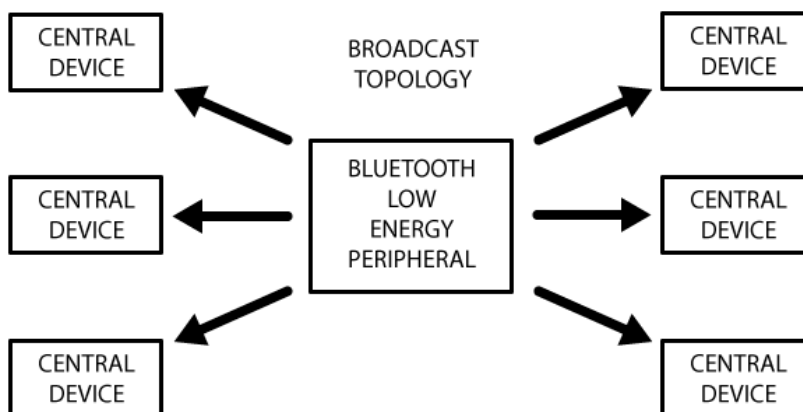 CENTRAL
DEVICE
BROADCAST
TOPOLOGY
CENTRAL
DEVICE
CENTRAL
DEVICE
BLUETOOTH
LOW
ENERGY
PERIPHERAL
CENTRAL
DEVICE
CENTRAL
DEVICE
CENTRAL
DEVICE